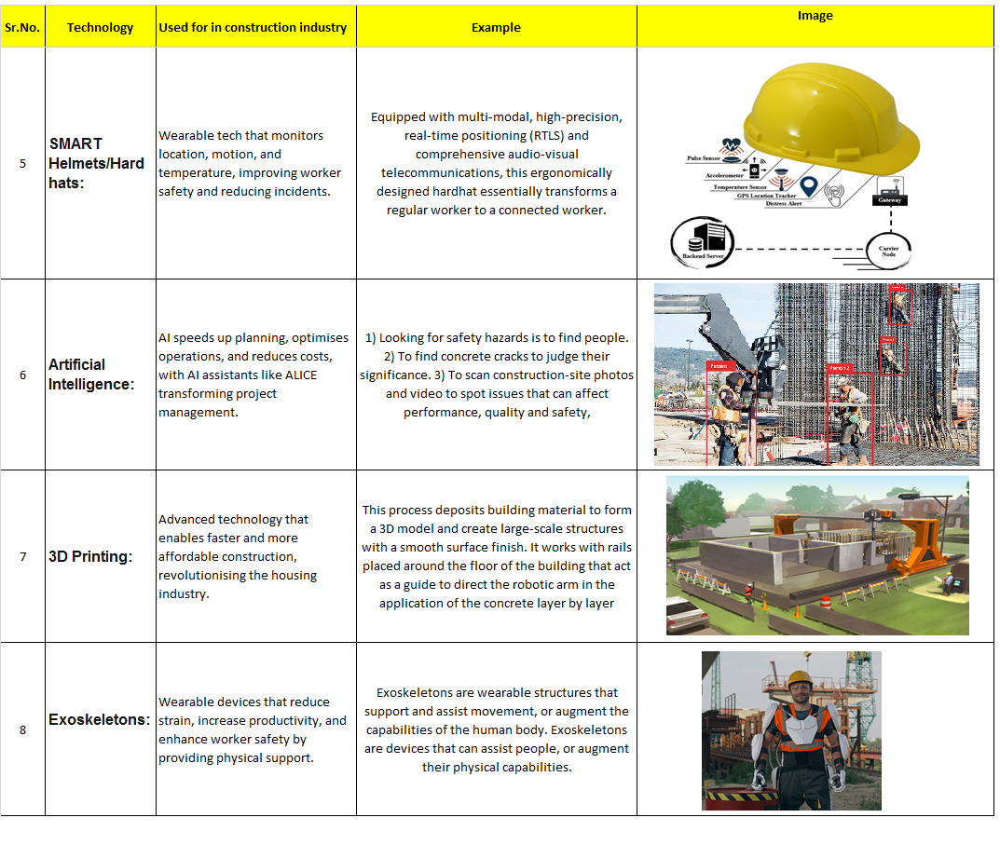 Sr.No.
Technology
Used for in construction industry
Example
Image
5
SMART
Helmets/Hard
hats:
Wearable tech that monitors
location, motion, and
temperature, improving worker
safety and reducing incidents.
Equipped with multi-modal, high-precision,
real-time positioning (RTLS) and
comprehensive audio-visual
telecommunications, this ergonomically
designed hardhat essentially transforms a
regular worker to a connected worker.
Pulse Sensor
Accelerometer
Temperature Sensor
GPS Location Tracker
Distress Alert
Gateway
Backend Server
Carrier
Node
6
Artificial
Intelligence:
AI speeds up planning, optimises
operations, and reduces costs,
with AI assistants like ALICE
transforming project
management.
1) Looking for safety hazards is to find people.
2) To find concrete cracks to judge their
significance. 3) To scan construction-site photos
and video to spot issues that can affect
performance, quality and safety,
Person 2
7
3D Printing:
Advanced technology that
enables faster and more
affordable construction,
revolutionising the housing
industry.
This process deposits building material to form
a 3D model and create large-scale structures
with a smooth surface finish. It works with rails
placed around the floor of the building that act
as a guide to direct the robotic arm in the
application of the concrete layer by layer
8
Exoskeletons:
Wearable devices that reduce
strain, increase productivity, and
enhance worker safety by
providing physical support.
Exoskeletons are wearable structures that
support and assist movement, or augment the
capabilities of the human body. Exoskeletons
are devices that can assist people, or augment
their physical capabilities.